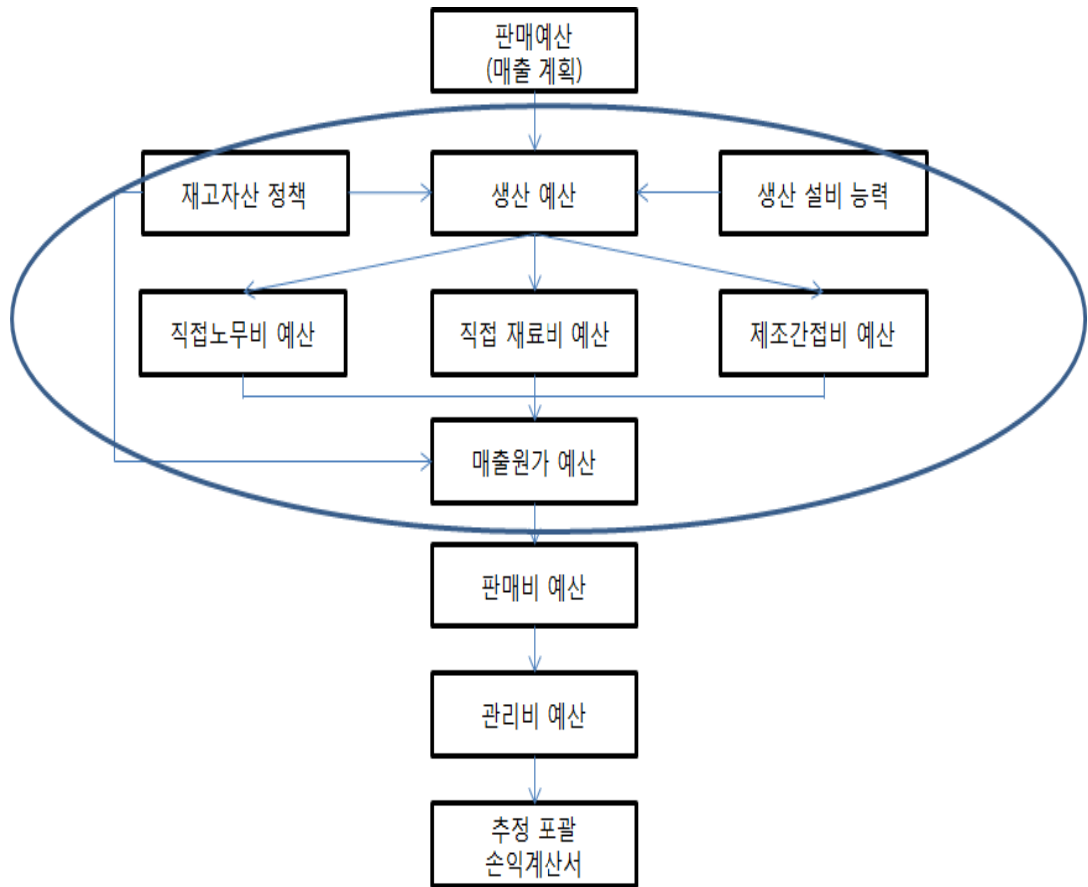 판매예산
(매출 계획)
재고자산 정책
생산 예산
생산 설비 능력
직접노무비 예산
직접 재료비 예산
제조간접비 예산
매출원가 예산
판매비 예산
관리비 예산
추정 포괄
손익계산서